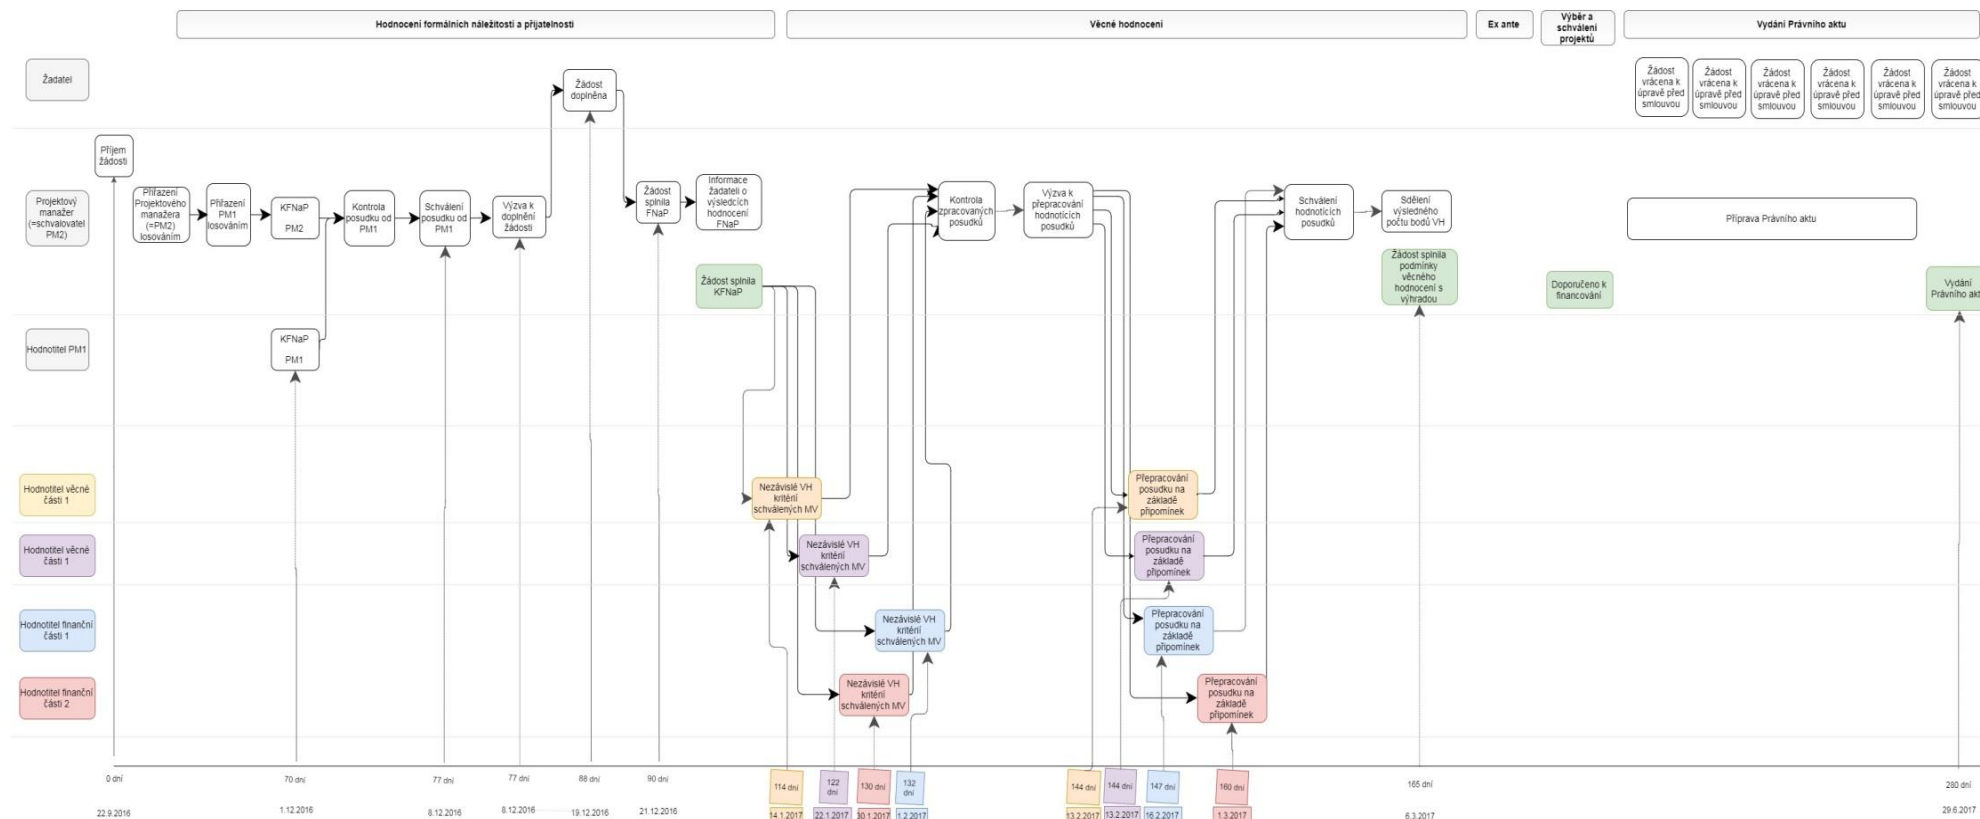 Hodnocení formálních náležitostí a přijatelnosti
Věcné hodnocení
Ex ante
Výběr a
schválení
projektů
Vydání Právního aktu
Žadatel
Žádost
doplněna
Žádost
vrácena k
úpravě před
smlouvou
Žádost
vrácena k
úpravě před
smlouvou
Žádost
vrácena k
úpravě před
smlouvou
Žádost
vrácena k
úpravě před
smlouvou
Žádost
vrácena k
úpravě před
smlouvou
Žádost
vrácena k
úpravě před
smlouvou
Příjem
žádosti
Projektový
manažer
(=schvalovatel
PM2)
Přiřazení
Projektového
manažera
(=PM2)
losováním
Přiřazení
PM1
losováním
KFNaP
PM2
Kontrola
posudku od
PM1
Schválení
posudku od
PM1
Výzva k
doplnění
žádosti
Žádost
splnila
FNaP
Informace
žadateli o
výsledcích
hodnocení
FNaP
Kontrola
zpracovaných
posudků
Výzva k
přepracování
hodnotících
posudků
Schválení
hodnotících
posudků
Sdělení
výsledného
počtu bodů VH
Příprava Právního aktu
Žádost splnila
KFNaP
Žádost splnila
podmínky
věcného
hodnocení s
výhradou
Doporučeno k
financování
Vydání
Právního akt
Hodnotitel PM1
KFNaP
PM1
Hodnotitel věcné
části 1
Nezávislé VH
kritérií
schválených MV
Přepracování
posudku na
základě
připomínek
Hodnotitel věcné
části 1
Nezávislé VH
kritérií
schválených MV
Přepracování
posudku na
základě
připomínek
Hodnotitel finanční
části 1
Nezávislé VH
kritérií
schválených MV
Přepracování
posudku na
základě
připomínek
Hodnotitel finanční
části 2
Nezávislé VH
kritérií
schválených MV
Přepracování
posudku na
základě
připomínek
0 dní
70 dní
77 dní
77 dní
88 dní
90 dní
114 dní
122
dní
130 dní
132
dní
144 dní
144 dní
147 dní
160 dní
165 dní
280 dní
22.9.2016
1.12.2016
8.12.2016
8.12.2016
19.12.2016
21.12.2016
14.1.2017
22.1.2017
30.1.2017
1.2.2017
13.2.2017
13.2.2017
16.2.2017
1.3.2017
6.3.2017
29.6.2017